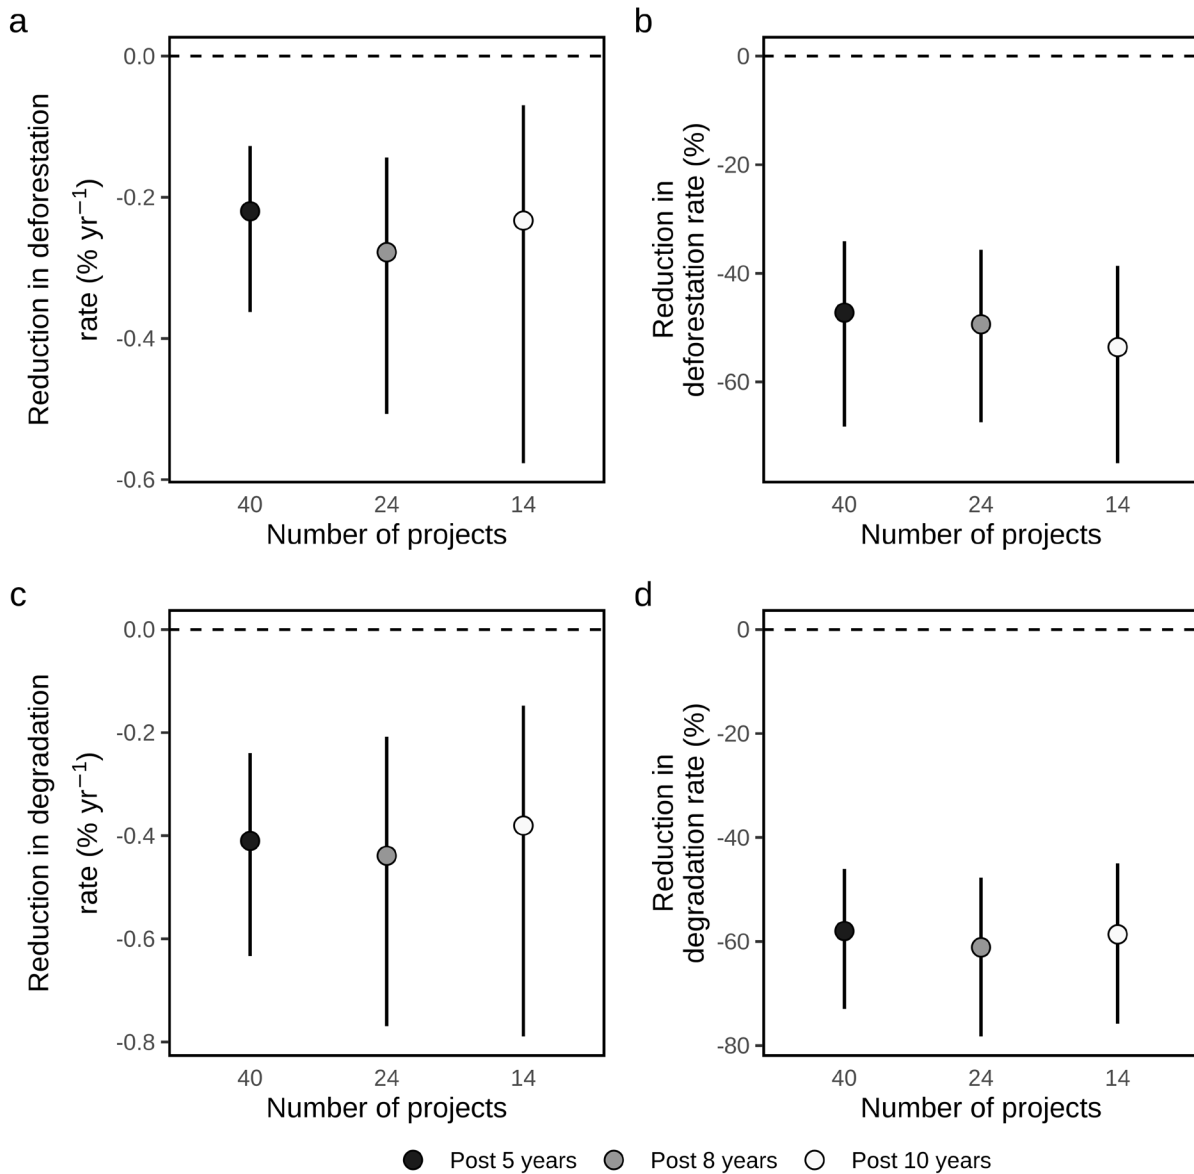 a
Reduction in deforestation
rate (% yr−1)
0.0
-0.2
-0.4
-0.6
40 24 14
Number of projects
b
Reduction in
deforestation rate (%)
0
-20
-40
-60
40 24 14
Number of projects
c
Reduction in degradation
rate (% yr−1)
0.0
-0.2
-0.4
-0.6
-0.8
40 24 14
Number of projects
d
Reduction in
degradation rate (%)
0
-20
-40
-60
-80
40 24 14
Number of projects
Post 5 years Post 8 years Post 10 years